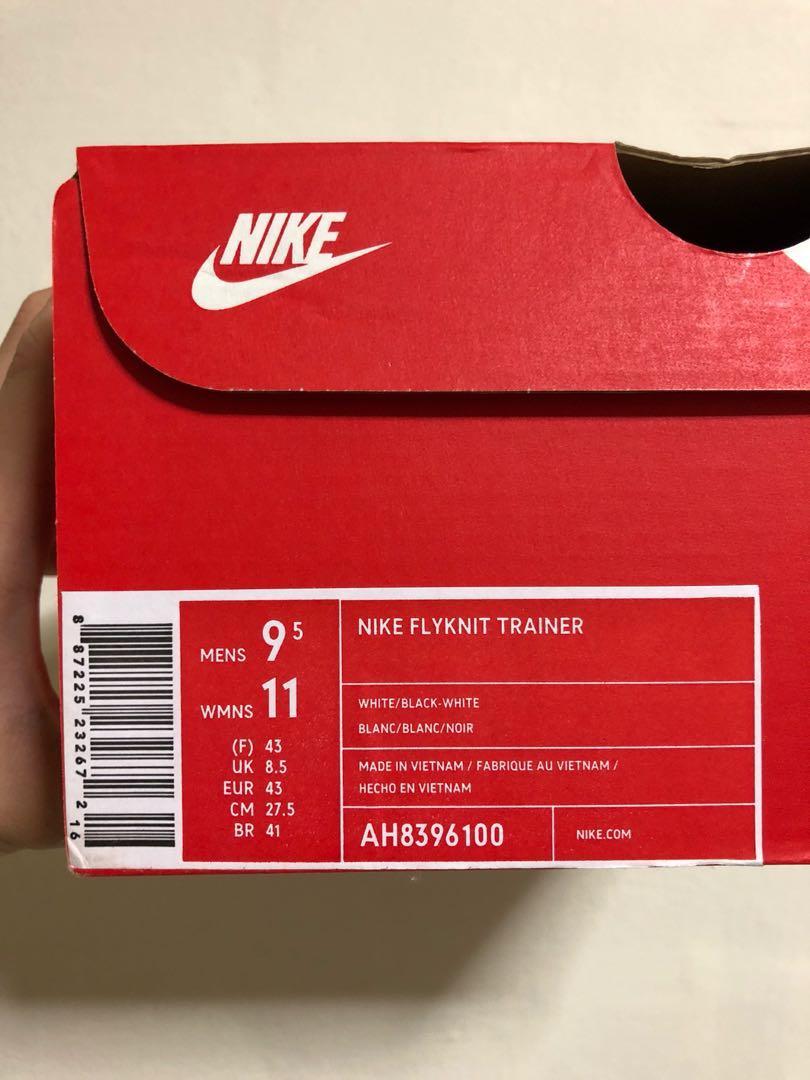 NIKE
8 87225 23267 2 16
MENS 9 5
WMNS 11
(F) 43
UK 8.5
EUR 43
CM 27.5
BR 41
NIKE FLYKNIT TRAINER
WHITE/BLACK-WHITE
BLANC/BLANC/NOIR
MADE IN VIETNAM / FABRIQUE AU VIETNAM /
HECHO EN VIETNAM
AH8396100
NIKE.COM